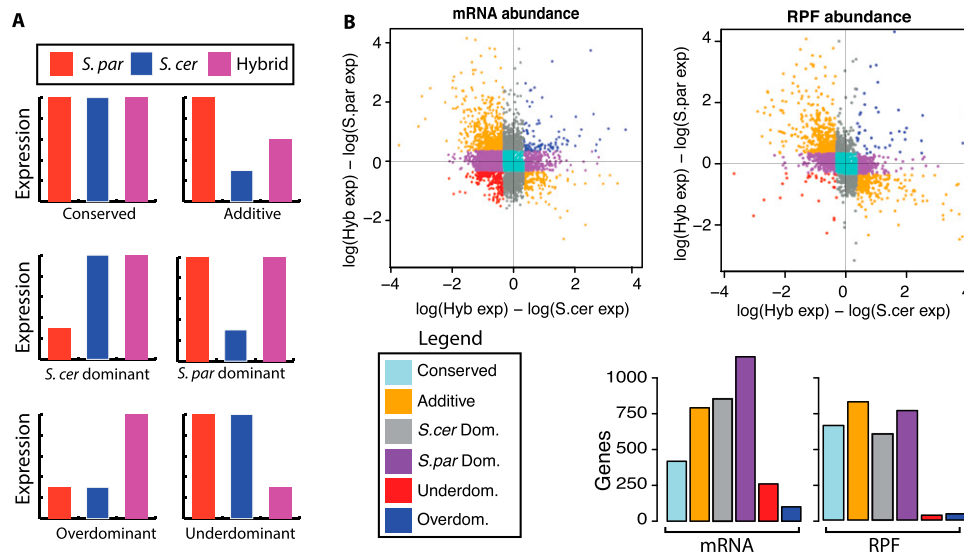 A
S. par S. cer Hybrid
Expression
Conserved Additive
Expression
S. cer dominant S. par dominant
Expression
Overdominant Underdominant
B
mRNA abundance
log(Hyb exp) − log(S.par exp)
4
2
0
−2
−4 −2 0 2 4
log(Hyb exp) − log(S.cer exp)
RPF abundance
log(Hyb exp) − log(S.par exp)
4
2
0
−2
−4 −2 0 2 4
log(Hyb exp) − log(S.cer exp)
Legend
Conserved
Additive
S.cer Dom.
S.par Dom.
Underdom.
Overdom.
Genes
1000
750
500
250
0
mRNA RPF